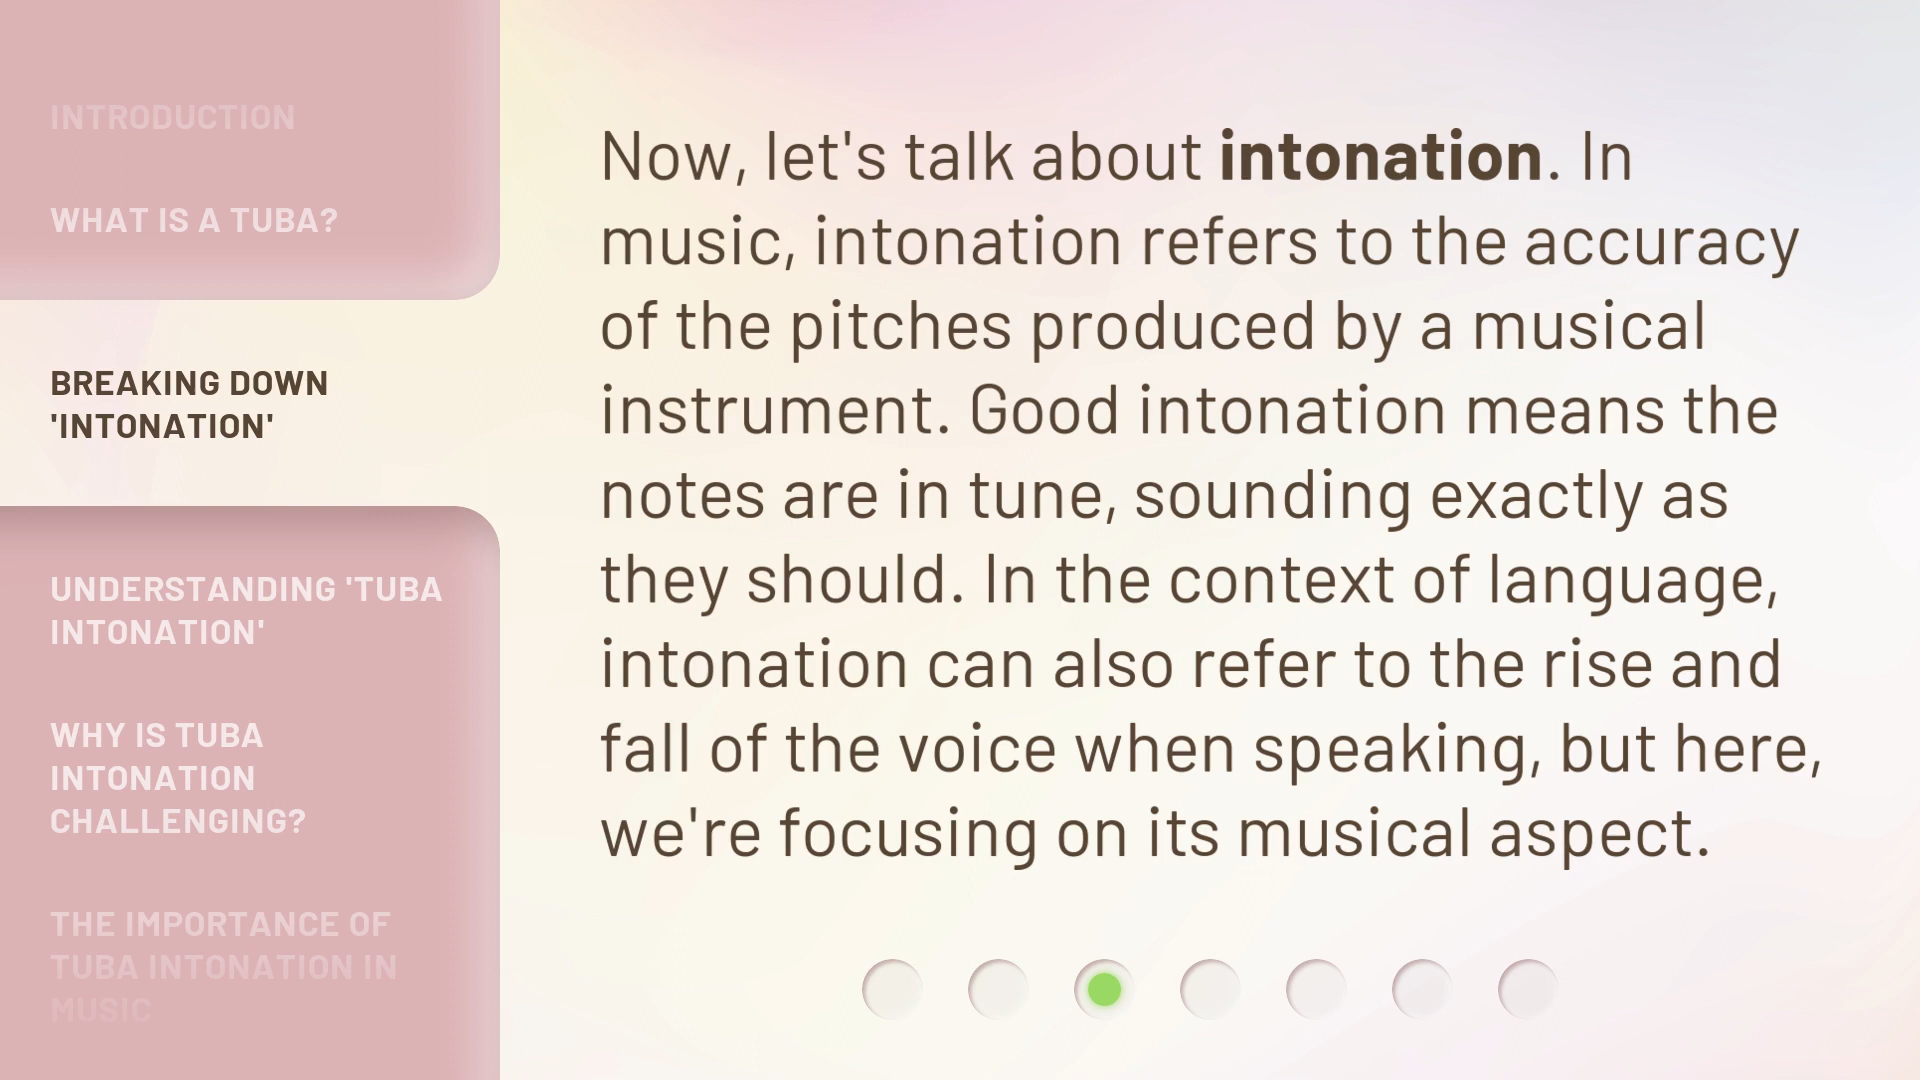 INTRODUCTION
WHAT IS A TUBA?
BREAKING DOWN
'INTONATION'
UNDERSTANDING 'TUBA
INTONATION'
WHY IS TUBA
INTONATION
CHALLENGING?
THE IMPORTANCE OF
TUBA INTONATION IN
MUSIC
Now, let's talk about intonation. In
music, intonation refers to the accuracy
of the pitches produced by a musical
instrument. Good intonation means the
notes are in tune, sounding exactly as
they should. In the context of language,
intonation can also refer to the rise and
fall of the voice when speaking, but here,
we're focusing on its musical aspect.